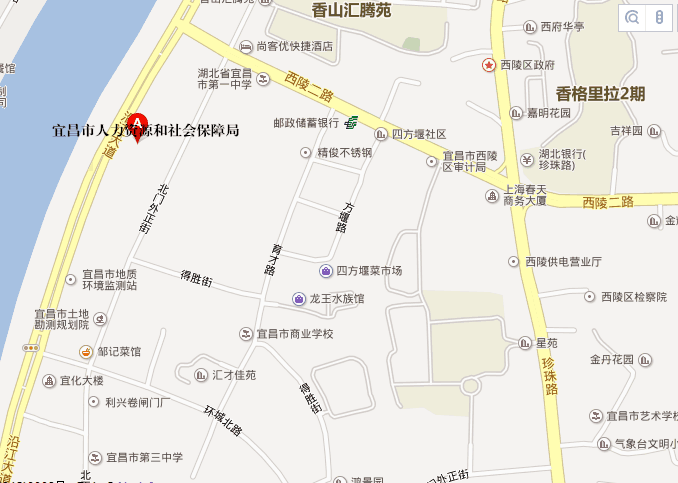 香山汇腾苑
西府华亭
尚客优快捷酒店
西陵区政府
湖北省宜昌
市第一中学
西陵二路
香格里拉2期
嘉明花园
吉祥园
邮政储蓄银行
四方堰社区
A
宜昌市人力资源和社会保障局
沿江大道
精俊不锈钢
宜昌市西陵
区审计局
湖北银行(
珍珠路)
北门外正街
上海春天
商务大厦
西陵二路
方堰路
育才路
西陵供电营业厅
宜昌市地质
环境监测站
得胜街
四方堰菜市场
龙王水族馆
西陵区检察院
宜昌市土地
勘测规划院
宜昌市商业学校
星苑
邹记菜馆
金丹花园
珍珠路
宜化大楼
汇才佳苑
得胜街
利兴卷闸门厂
环城北路
宜昌市艺术学校
沿江大道
气象台文明小
宜昌市第三中学
北
鸿景园
门外正街